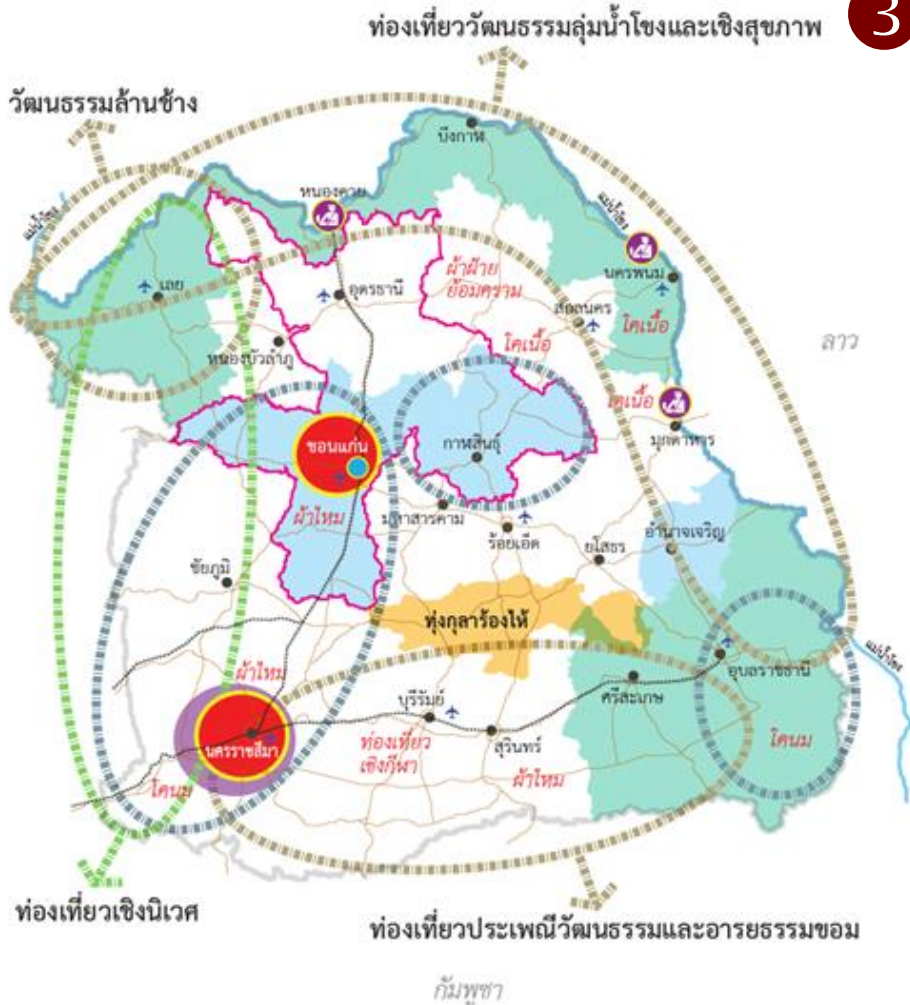 ท่องเที่ยววัฒนธรรมลุ่มน้ำโขงและเชิงสุขภาพ
3
วัฒนธรรมล้านช้าง
บึงกาฬ
หนองคาย
แม่น้ำโขง
แม่น้ำโขง
นครพนม
เลย
อุดรธานี
ผ้าฝ้าย
ย้อมคราม
สกลนคร
โคเนื้อ
ลาว
หนองบัวลำภู
โคเนื้อ
โคเนื้อ
มุกดาหาร
ขอนแก่น
กาฬสินธุ์
ผ้าไหม
มหาสารคาม
ร้อยเอ็ด
ยโสธร
อำนาจเจริญ
ชัยภูมิ
ทุ่งกุลาร้องไห้
แม่น้ำโขง
ผ้าไหม
บุรีรัมย์
ศรีสะเกษ
อุบลราชธานี
นครราชสีมา
ท่องเที่ยว
เชิงกีฬา
สุรินทร์
โคนม
โคนม
ผ้าไหม
ท่องเที่ยวเชิงนิเวศ
ท่องเที่ยวประเพณีวัฒนธรรมและอารยธรรมขอม
กัมพูชา